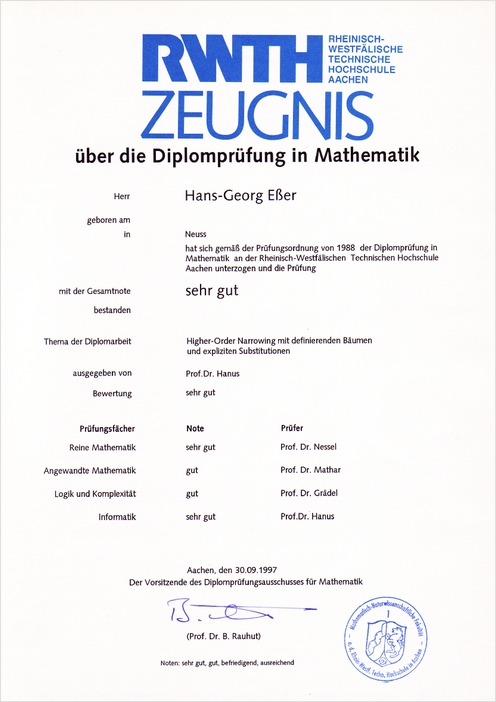 RWTH
RHEINISCH-
WESTFÄLISCHE
TECHNISCHE
HOCHSCHULE
AACHEN
ZEUGNIS
über die Diplomprüfung in Mathematik
Herr Hans-Georg Eßer
geboren am
in Neuss
hat sich gemäß der Prüfungsordnung von 1988 der Diplomprüfung in
Mathematik an der Rheinisch-Westfälischen Technischen Hochschule
Aachen unterzogen und die Prüfung
mit der Gesamtnote sehr gut
bestanden
Thema der Diplomarbeit Higher-Order Narrowing mit definierenden Bäumen
und expliziten Substitutionen
ausgegeben von Prof.Dr. Hanus
Bewertung sehr gut
Prüfungsfächer Note Prüfer
Reine Mathematik sehr gut Prof. Dr. Nessel
Angewandte Mathematik gut Prof. Dr. Mathar
Logik und Komplexität gut Prof. Dr. Grädel
Informatik sehr gut Prof.Dr. Hanus
Aachen, den 30.09.1997
Der Vorsitzende des Diplomprüfungsausschusses für Mathematik
(Prof. Dr. B. Rauhut)
Noten: sehr gut, gut, befriedigend, ausreichend
Mathematisch-Naturwissenschaftliche Fakultät
a. d. Rhein.-Westf. Techn. Hochschule in Aachen